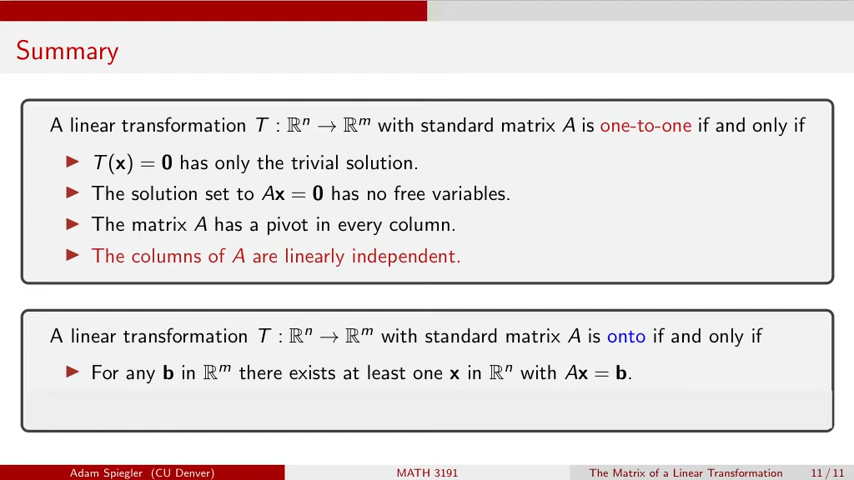 Summary
A linear transformation T : ℝⁿ → ℝᵐ with standard matrix A is one-to-one if and only if
▶ T(x) = 0 has only the trivial solution.
▶ The solution set to Ax = 0 has no free variables.
▶ The matrix A has a pivot in every column.
▶ The columns of A are linearly independent.
A linear transformation T : ℝⁿ → ℝᵐ with standard matrix A is onto if and only if
▶ For any b in ℝᵐ there exists at least one x in ℝⁿ with Ax = b.
Adam Spiegler (CU Denver) MATH 3191 The Matrix of a Linear Transformation 11 / 11